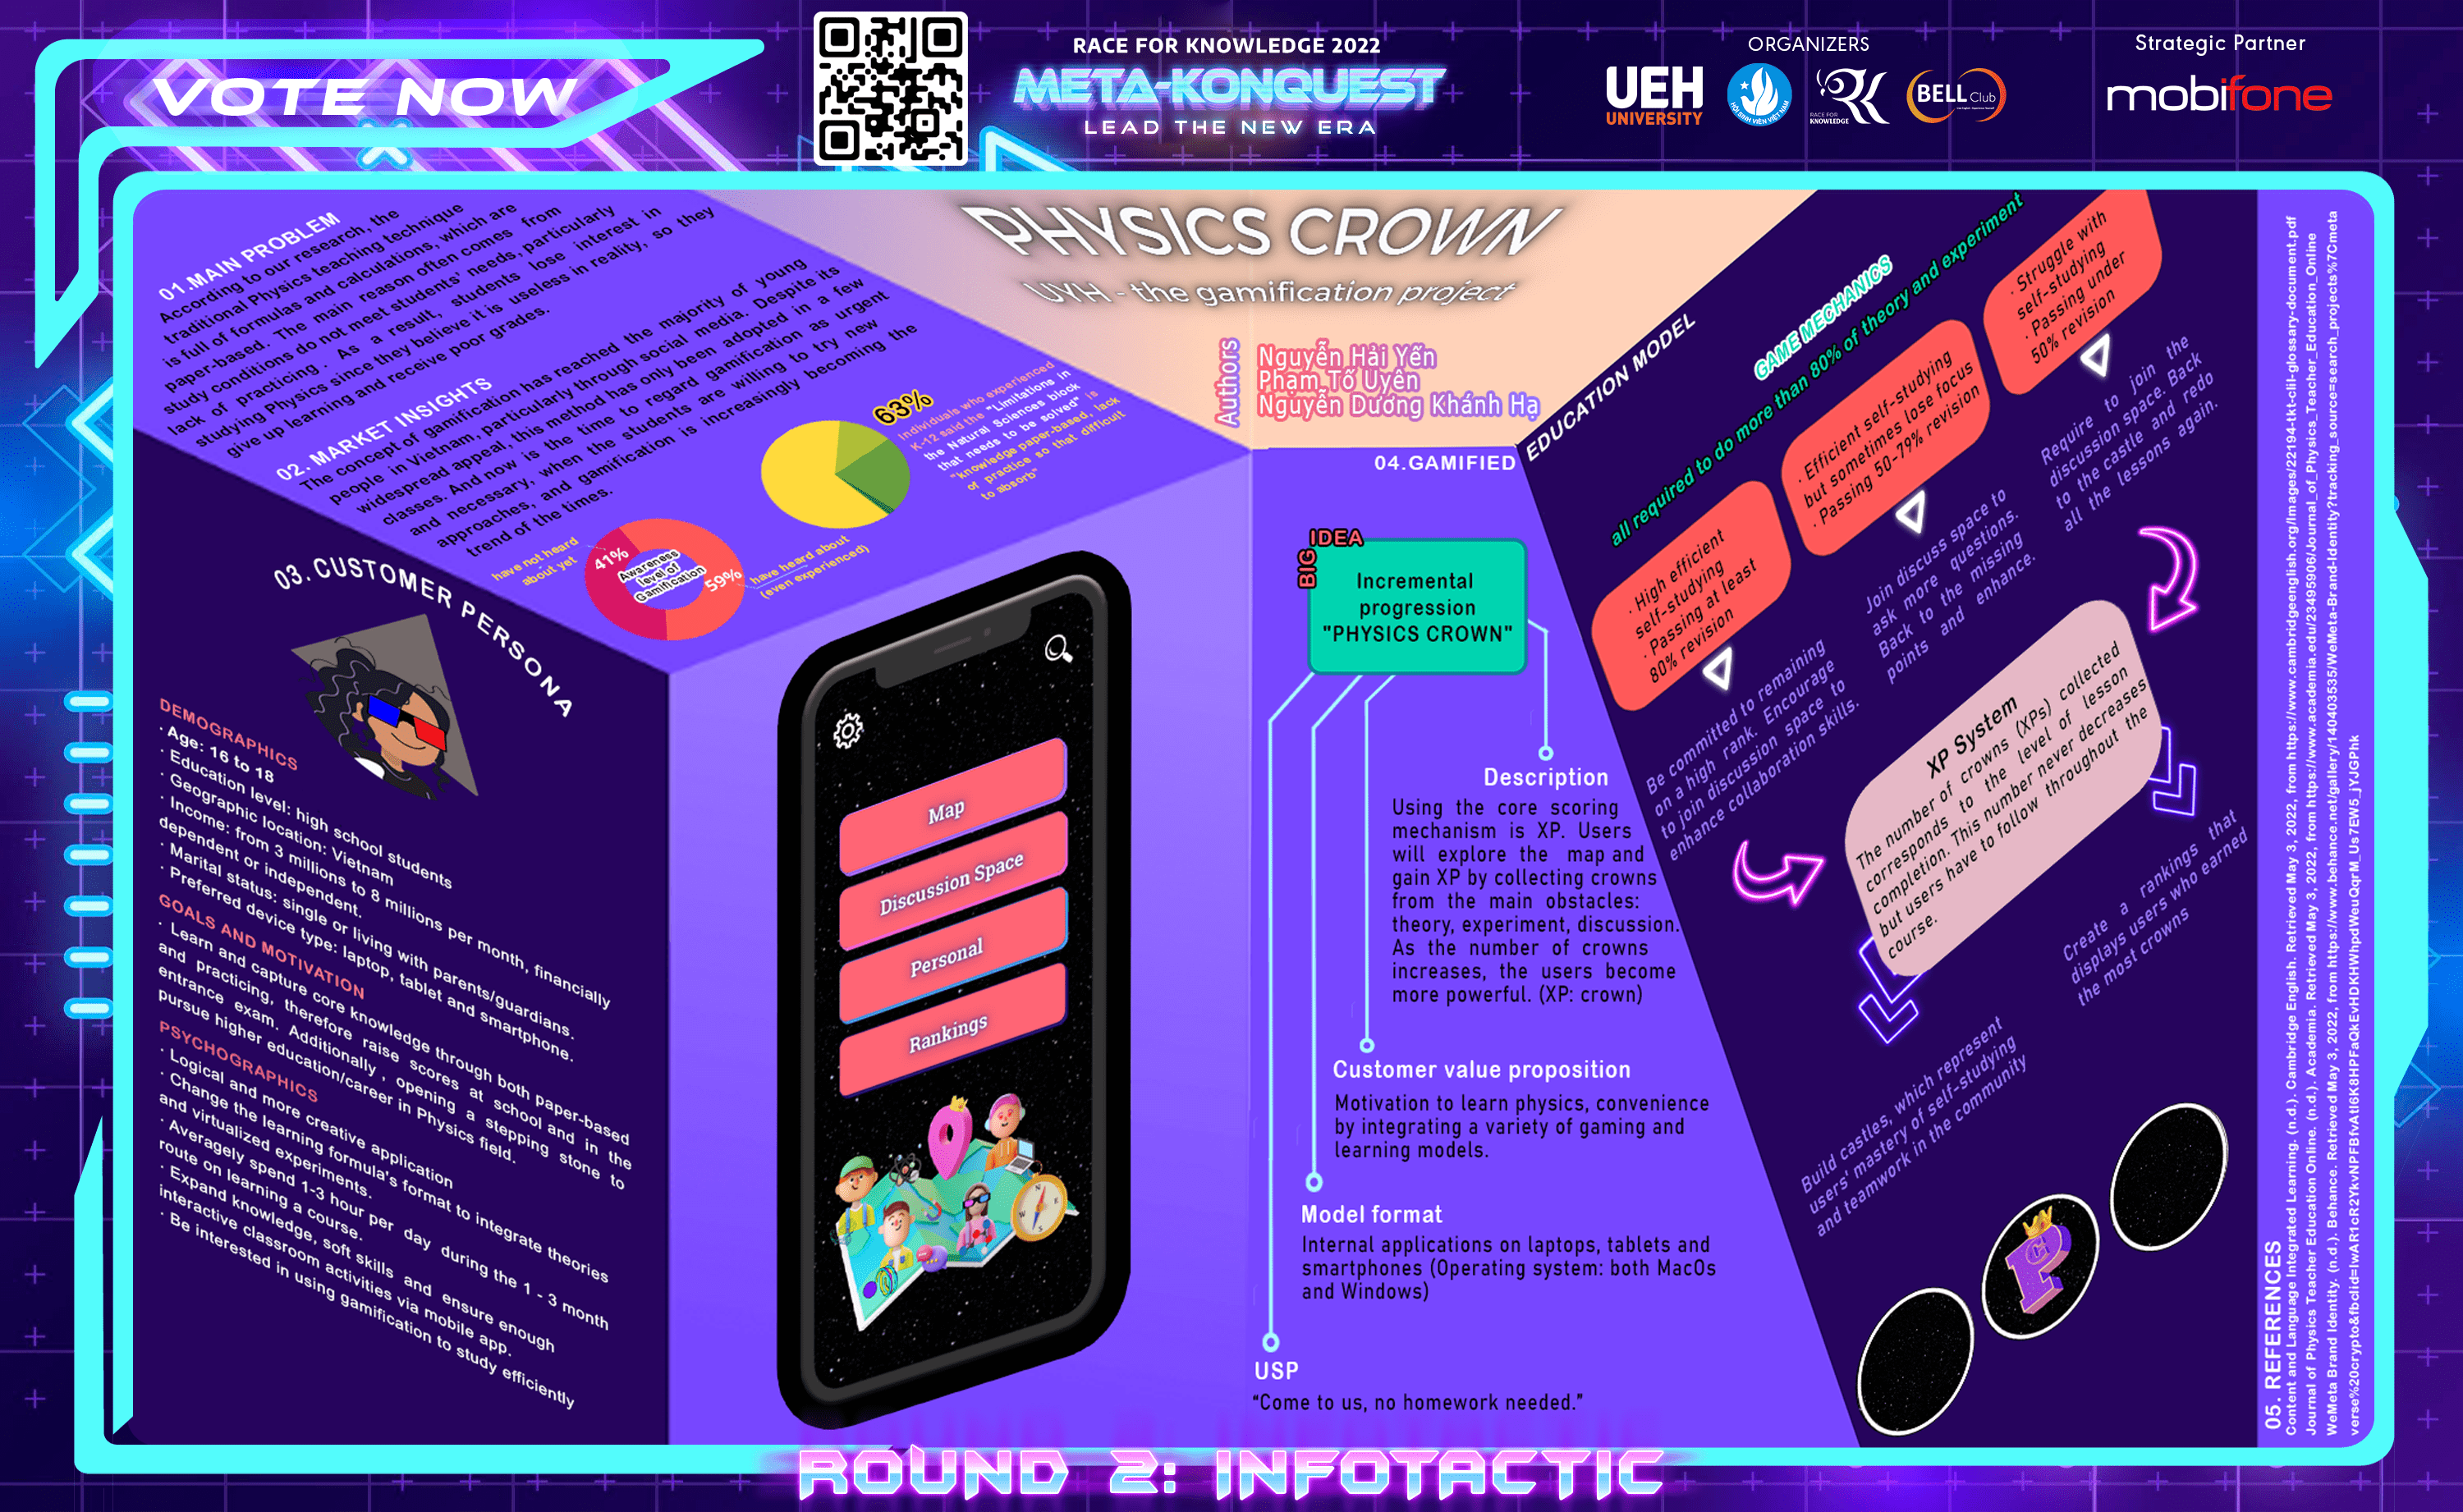 VOTE NOW
RACE FOR KNOWLEDGE 2022
META-KONQUEST
LEAD THE NEW ERA
ORGANIZERS
UEH
UNIVERSITY
HỘI SINH VIÊN VIỆT NAM
RK
RACE FOR
KNOWLEDGE
BELL Club
Strategic Partner
mobifone
PHYSICS CROWN
UYH - the gamification project
Authors
Nguyễn Hải Yến
Phạm Tố Uyên
Nguyễn Dương Khánh Hạ
01.MAIN PROBLEM
According to our research, the
traditional Physics teaching technique
is full of formulas and calculations, which are
paper-based. The main reason often comes from
study conditions do not meet students' needs, particularly
lack of practicing . As a result, students lose interest in
studying Physics since they believe it is useless in reality, so they
give up learning and receive poor grades.
02. MARKET INSIGHTS
The concept of gamification has reached the majority of young
people in Vietnam, particularly through social media. Despite its
widespread appeal, this method has only been adopted in a few
classes. And now is the time to regard gamification as urgent
and necessary, when the students are willing to try new
approaches, and gamification is increasingly becoming the
trend of the times.
63%
Individuals who experienced
K-12 said the "Limitations in
the Natural Sciences block
that needs to be solved" is
"knowledge paper-based, lack
of practice so that difficult
to absorb"
have not heard
about yet
41%
Awareness
level of
Gamification
59%
have heard about
(even experienced)
03. CUSTOMER PERSONA
DEMOGRAPHICS
· Age: 16 to 18
· Education level: high school students
· Geographic location: Vietnam
· Income: from 3 millions to 8 millions per month, financially
dependent or independent.
· Marital status: single or living with parents/guardians.
· Preferred device type: laptop, tablet and smartphone.
GOALS AND MOTIVATION
· Learn and capture core knowledge through both paper-based
and practicing, therefore raise scores at school and in the
entrance exam. Additionally , opening a stepping stone to
pursue higher education/career in Physics field.
PSYCHOGRAPHICS
· Logical and more creative application
· Change the learning formula's format to integrate theories
and virtualized experiments.
· Averagely spend 1-3 hour per day during the 1 - 3 month
route on learning a course.
· Expand knowledge, soft skills and ensure enough
interactive classroom activities via mobile app.
· Be interested in using gamification to study efficiently
Map
Discussion Space
Personal
Rankings
04.GAMIFIED
EDUCATION MODEL
BIG
IDEA
Incremental
progression
"PHYSICS CROWN"
Description
Using the core scoring
mechanism is XP. Users
will explore the map and
gain XP by collecting crowns
from the main obstacles:
theory, experiment, discussion.
As the number of crowns
increases, the users become
more powerful. (XP: crown)
Customer value proposition
Motivation to learn physics, convenience
by integrating a variety of gaming and
learning models.
Model format
Internal applications on laptops, tablets and
smartphones (Operating system: both MacOs
and Windows)
USP
“Come to us, no homework needed.”
GAME MECHANICS
all required to do more than 80% of theory and experiment
· High efficient
self-studying
· Passing at least
80% revision
· Efficient self-studying
but sometimes lose focus
· Passing 50-79% revision
· Struggle with
self-studying
· Passing under
50% revision
Be committed to remaining
on a high rank. Encourage
to join discussion space to
enhance collaboration skills.
Join discuss space to
ask more questions.
Back to the missing
points and enhance.
Require to join the
discussion space. Back
to the castle and redo
all the lessons again.
XP System
The number of crowns (XPs) collected
corresponds to the level of lesson
completion. This number never decreases
but users have to follow throughout the
course.
Create a rankings that
displays users who earned
the most crowns
Build castles, which represent
users' mastery of self-studying
and teamwork in the community
05. REFERENCES
Content and Language Integrated Learning. (n.d.). Cambridge English. Retrieved May 3, 2022, from https://www.cambridgeenglish.org/Images/22194-tkt-clil-glossary-document.pdf
Journal of Physics Teacher Education Online. (n.d.). Academia. Retrieved May 3, 2022, from https://www.academia.edu/23495906/Journal_of_Physics_Teacher_Education_Online
WeMeta Brand Identity. (n.d.). Behance. Retrieved May 3, 2022, from https://www.behance.net/gallery/140403535/WeMeta-Brand-Identity?tracking_source=search_projects%7Cmeta
ROUND 2: INFOTACTIC